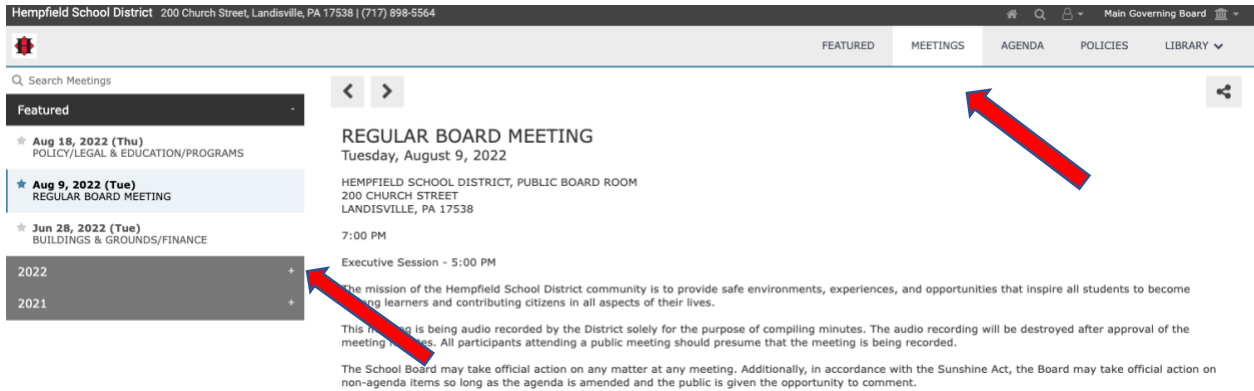 Hempfield School District 200 Church Street, Landisville, PA 17538 | (717) 898-5564
Main Governing Board
FEATURED MEETINGS AGENDA POLICIES LIBRARY
Search Meetings
Featured -
Aug 18, 2022 (Thu)
POLICY/LEGAL & EDUCATION/PROGRAMS
Aug 9, 2022 (Tue)
REGULAR BOARD MEETING
Jun 28, 2022 (Tue)
BUILDINGS & GROUNDS/FINANCE
2022 +
2021 +
REGULAR BOARD MEETING
Tuesday, August 9, 2022
HEMPFIELD SCHOOL DISTRICT, PUBLIC BOARD ROOM
200 CHURCH STREET
LANDISVILLE, PA 17538
7:00 PM
Executive Session - 5:00 PM
The mission of the Hempfield School District community is to provide safe environments, experiences, and opportunities that inspire all students to become
learners and contributing citizens in all aspects of their lives.
This is being audio recorded by the District solely for the purpose of compiling minutes. The audio recording will be destroyed after approval of the
meeting All participants attending a public meeting should presume that the meeting is being recorded.
The School Board may take official action on any matter at any meeting. Additionally, in accordance with the Sunshine Act, the Board may take official action on
non-agenda items so long as the agenda is amended and the public is given the opportunity to comment.